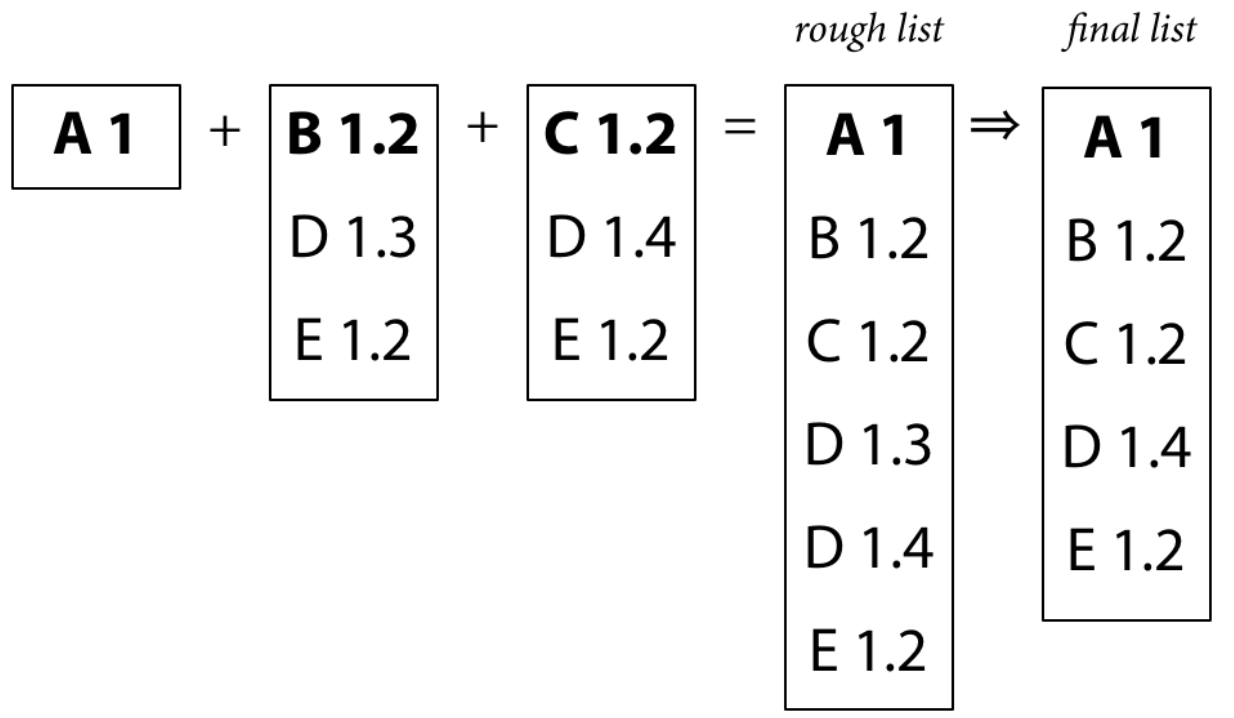 rough list final list
A 1 + B 1.2 + C 1.2 = A 1 ⇒ A 1
D 1.3 D 1.4 B 1.2 B 1.2
E 1.2 E 1.2 C 1.2 C 1.2
D 1.3 D 1.4
D 1.4 E 1.2
E 1.2